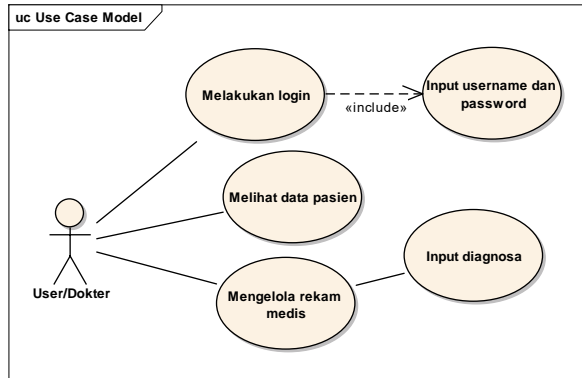 uc Use Case Model
Melakukan login
«include»
Input username dan
password
Melihat data pasien
User/Dokter
Mengelola rekam
medis
Input diagnosa